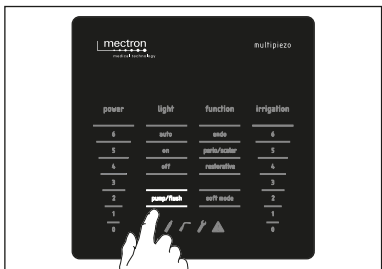 mectron
medical technology
multipiezo
power light function irrigation
6 auto endo 6
5 on perio/scaler 5
4 off restorative 4
3 3
2 pump/flush soft mode 2
1 1
0 0